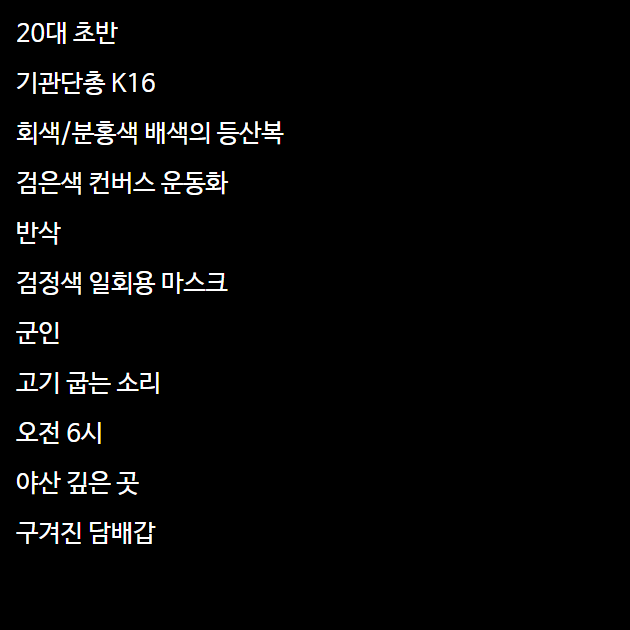 20대 초반
기관단총 K16
회색/분홍색 배색의 등산복
검은색 컨버스 운동화
반삭
검정색 일회용 마스크
군인
고기 굽는 소리
오전 6시
야산 깊은 곳
구겨진 담배갑